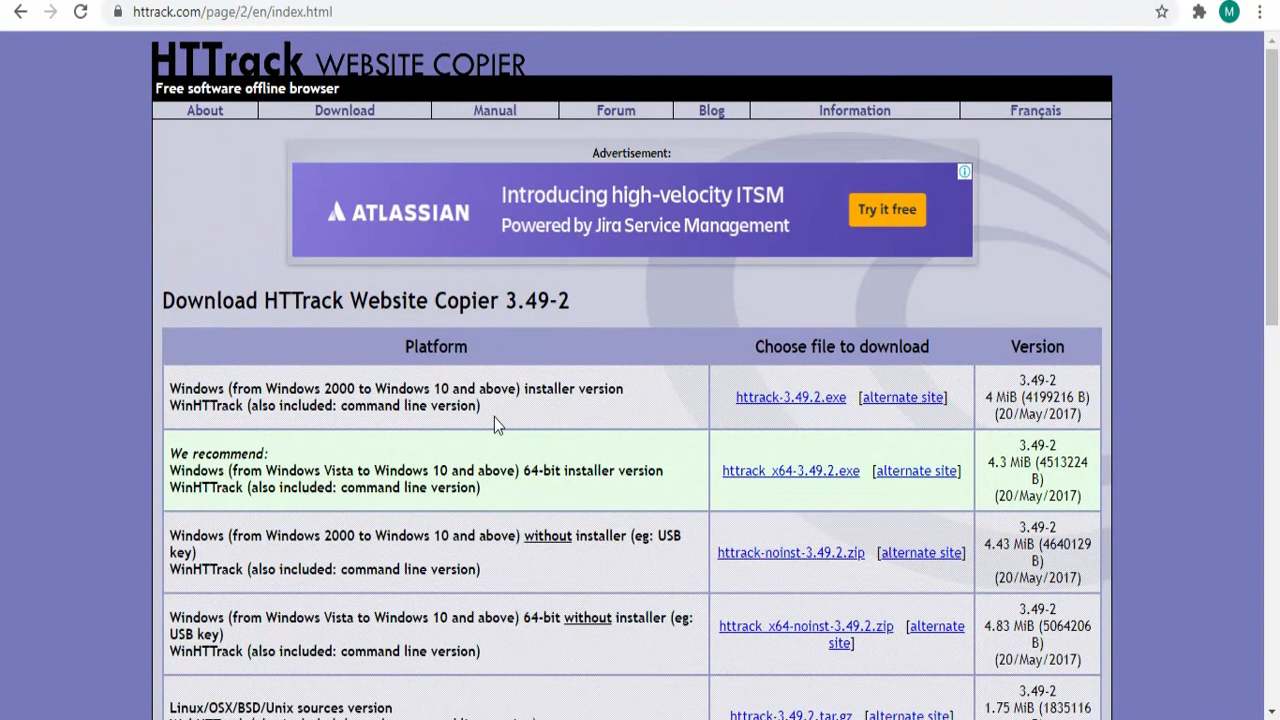 httrack.com/page/2/en/index.html
M
HTTrack WEBSITE COPIER
Free software offline browser
About Download Manual Forum Blog Information Français
Advertisement:
ATLASSIAN
Introducing high-velocity ITSM
Powered by Jira Service Management
Try it free
Download HTTrack Website Copier 3.49-2
Platform Choose file to download Version
Windows (from Windows 2000 to Windows 10 and above) installer version
WinHTTrack (also included: command line version)
httrack-3.49.2.exe [alternate site]
3.49-2
4 MiB (4199216 B)
(20/May/2017)
We recommend:
Windows (from Windows Vista to Windows 10 and above) 64-bit installer version
WinHTTrack (also included: command line version)
httrack_x64-3.49.2.exe [alternate site]
3.49-2
4.3 MiB (4513224
B)
(20/May/2017)
Windows (from Windows 2000 to Windows 10 and above) without installer (eg: USB
key)
WinHTTrack (also included: command line version)
httrack-noinst-3.49.2.zip [alternate site]
3.49-2
4.43 MiB (4640129
B)
(20/May/2017)
Windows (from Windows Vista to Windows 10 and above) 64-bit without installer (eg:
USB key)
WinHTTrack (also included: command line version)
httrack_x64-noinst-3.49.2.zip [alternate
site]
3.49-2
4.83 MiB (5064206
B)
(20/May/2017)
Linux/OSX/BSD/Unix sources version
httrack-3.49.2.tar.gz [alternate site]
3.49-2
1.75 MiB (1835116